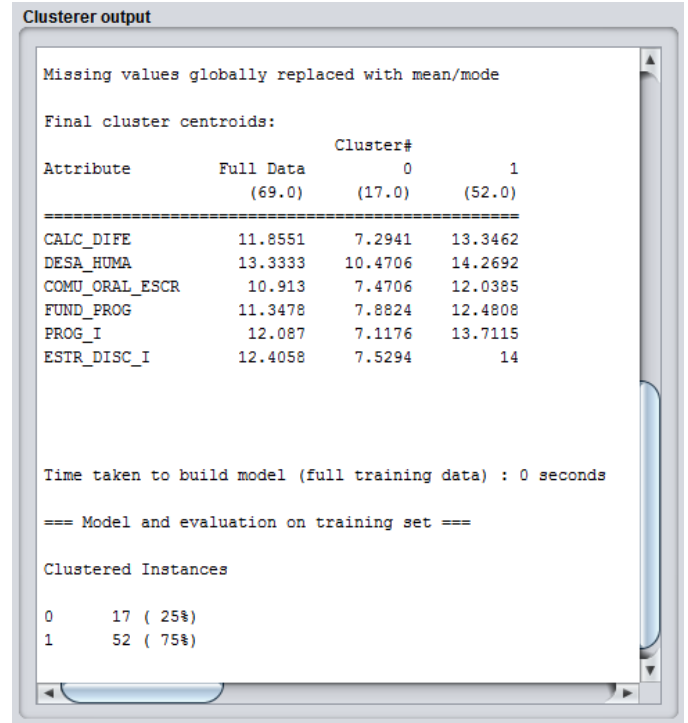 Clusterer output
Missing values globally replaced with mean/mode
Final cluster centroids:
Cluster#
Attribute Full Data 0 1
(69.0) (17.0) (52.0)
==================================================
CALC_DIFE 11.8551 7.2941 13.3462
DESA_HUMA 13.3333 10.4706 14.2692
COMU_ORAL_ESCR 10.913 7.4706 12.0385
FUND_PROG 11.3478 7.8824 12.4808
PROG_I 12.087 7.1176 13.7115
ESTR_DISC_I 12.4058 7.5294 14
Time taken to build model (full training data) : 0 seconds
=== Model and evaluation on training set ===
Clustered Instances
0 17 ( 25%)
1 52 ( 75%)